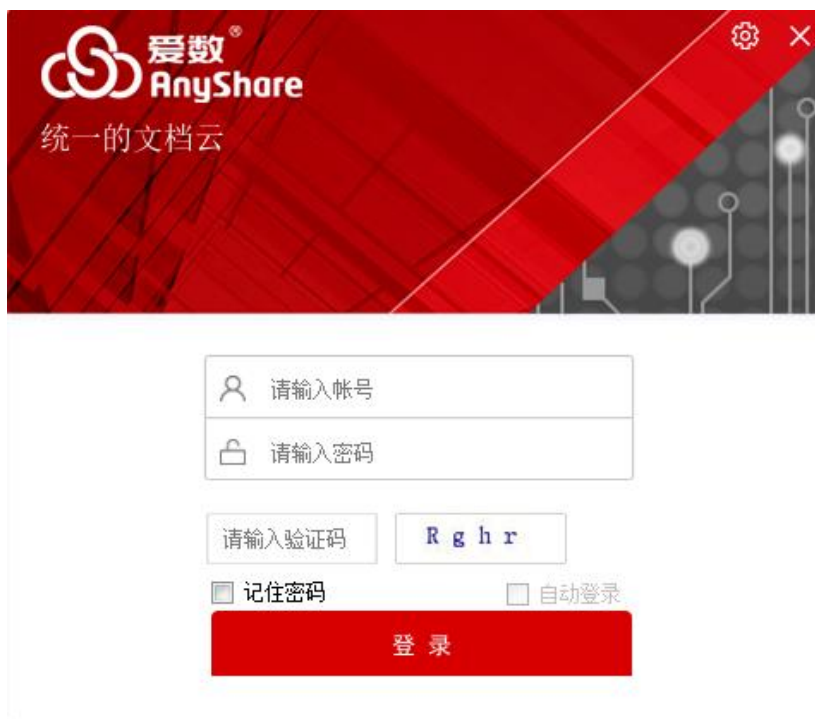 爱数®
AnyShare
统一的文档云
请输入帐号
请输入密码
请输入验证码 Rghr
记住密码 自动登录
登 录